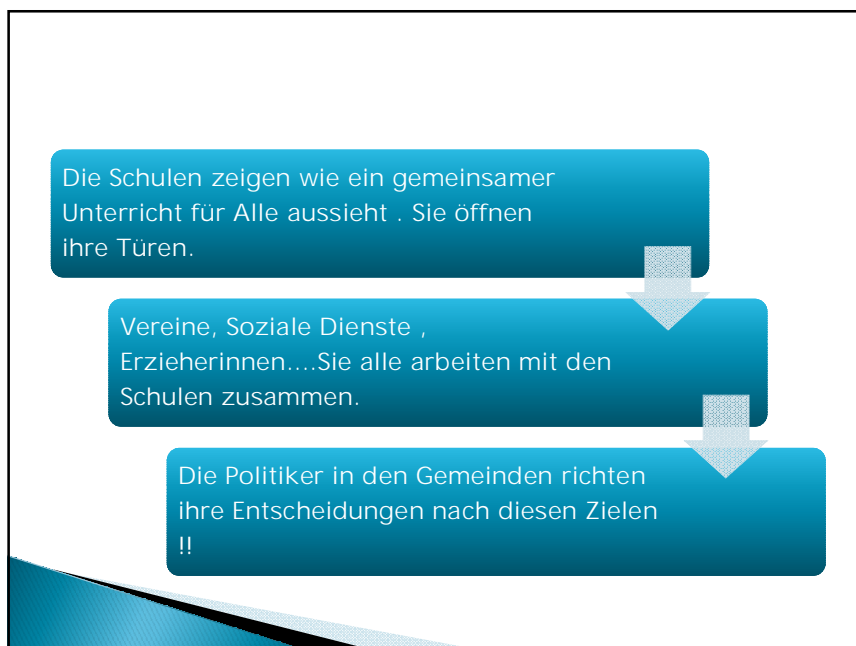 Die Schulen zeigen wie ein gemeinsamer
Unterricht für Alle aussieht . Sie öffnen
ihre Türen.
Vereine, Soziale Dienste ,
Erzieherinnen....Sie alle arbeiten mit den
Schulen zusammen.
Die Politiker in den Gemeinden richten
ihre Entscheidungen nach diesen Zielen
!!